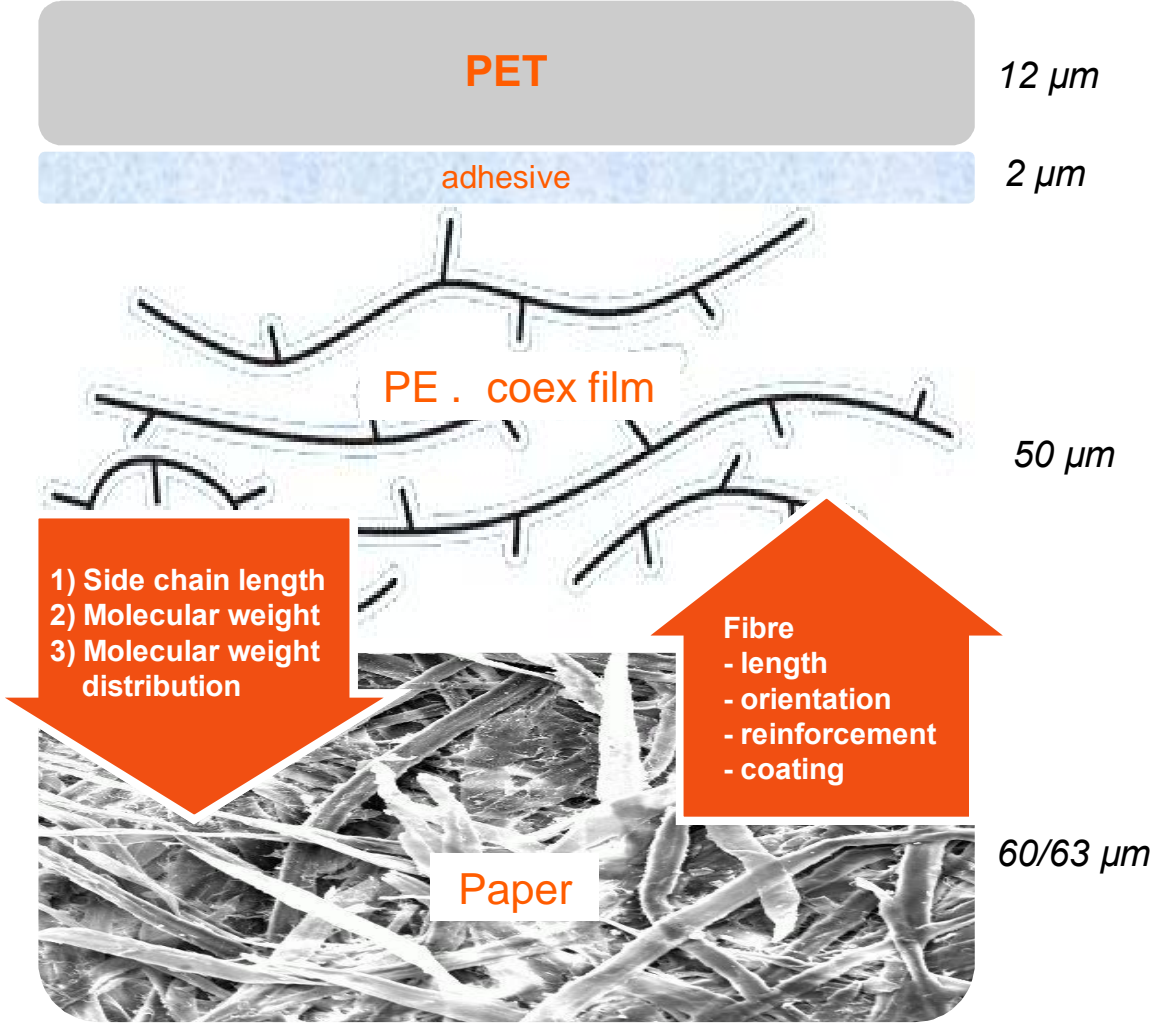 PET
12 µm
adhesive
2 µm
PE . coex film
50 µm
1) Side chain length
2) Molecular weight
3) Molecular weight
distribution
Fibre
- length
- orientation
- reinforcement
- coating
Paper
60/63 µm